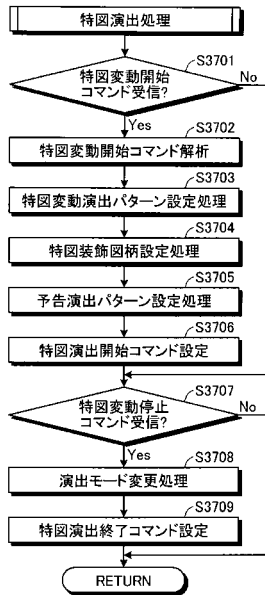 特図演出処理
S3701
特図変動開始
コマンド受信?
No
Yes
S3702
特図変動開始コマンド解析
S3703
特図変動演出パターン設定処理
S3704
特図装飾図柄設定処理
S3705
予告演出パターン設定処理
S3706
特図演出開始コマンド設定
S3707
特図変動停止
コマンド受信?
No
Yes
S3708
演出モード変更処理
S3709
特図演出終了コマンド設定
RETURN